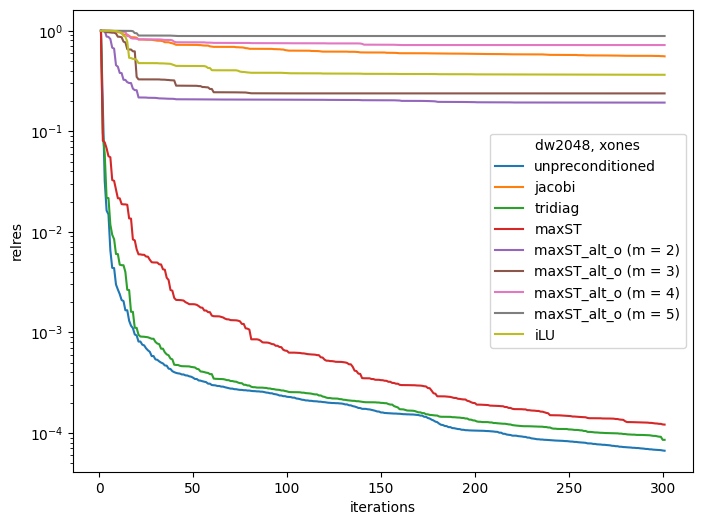 10^0
10^−1
10^−2
10^−3
10^−4
relres
dw2048, xones
unpreconditioned
jacobi
tridiag
maxST
maxST_alt_o (m = 2)
maxST_alt_o (m = 3)
maxST_alt_o (m = 4)
maxST_alt_o (m = 5)
iLU
0 50 100 150 200 250 300
iterations